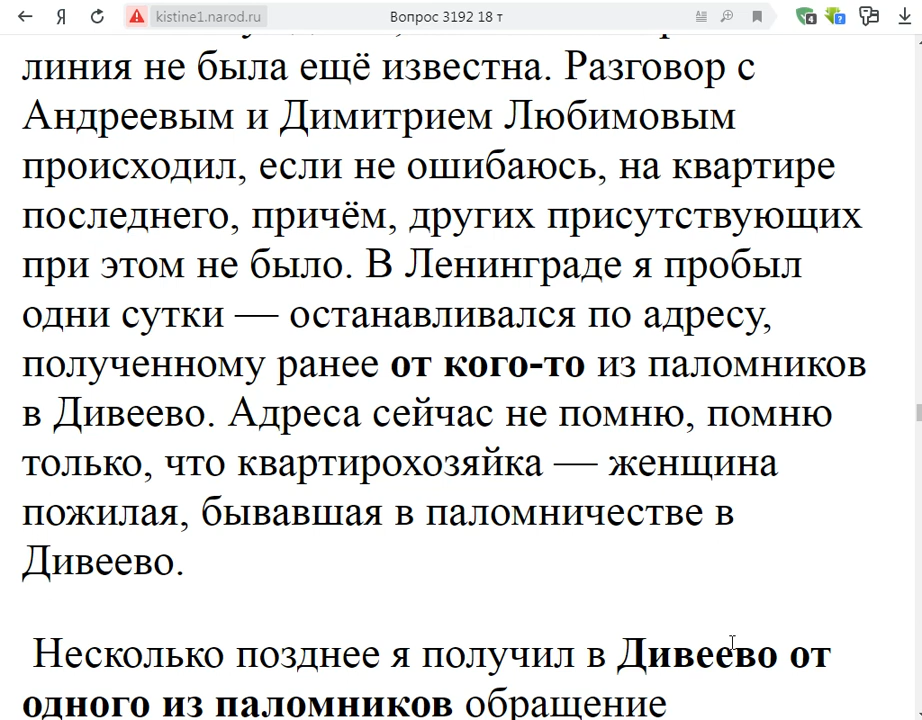 kistine1.narod.ru
Вопрос 3192 18 т
линия не была ещё известна. Разговор с
Андреевым и Димитрием Любимовым
происходил, если не ошибаюсь, на квартире
последнего, причём, других присутствующих
при этом не было. В Ленинграде я пробыл
одни сутки — останавливался по адресу,
полученному ранее от кого-то из паломников
в Дивеево. Адреса сейчас не помню, помню
только, что квартирохозяйка — женщина
пожилая, бывавшая в паломничестве в
Дивеево.
Несколько позднее я получил в Дивеево от
одного из паломников обращение